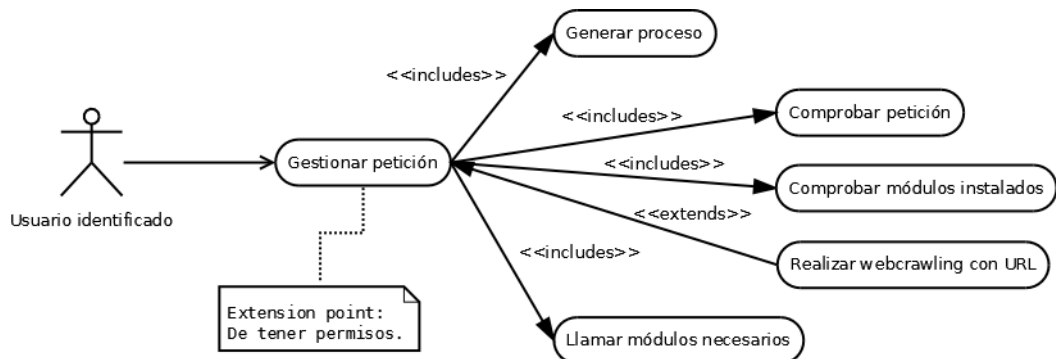 Generar proceso
<<includes>>
Comprobar petición
<<includes>>
Gestionar petición
<<includes>>
Comprobar módulos instalados
Usuario identificado
<<extends>>
Realizar webcrawling con URL
<<includes>>
Extension point:
De tener permisos.
Llamar módulos necesarios